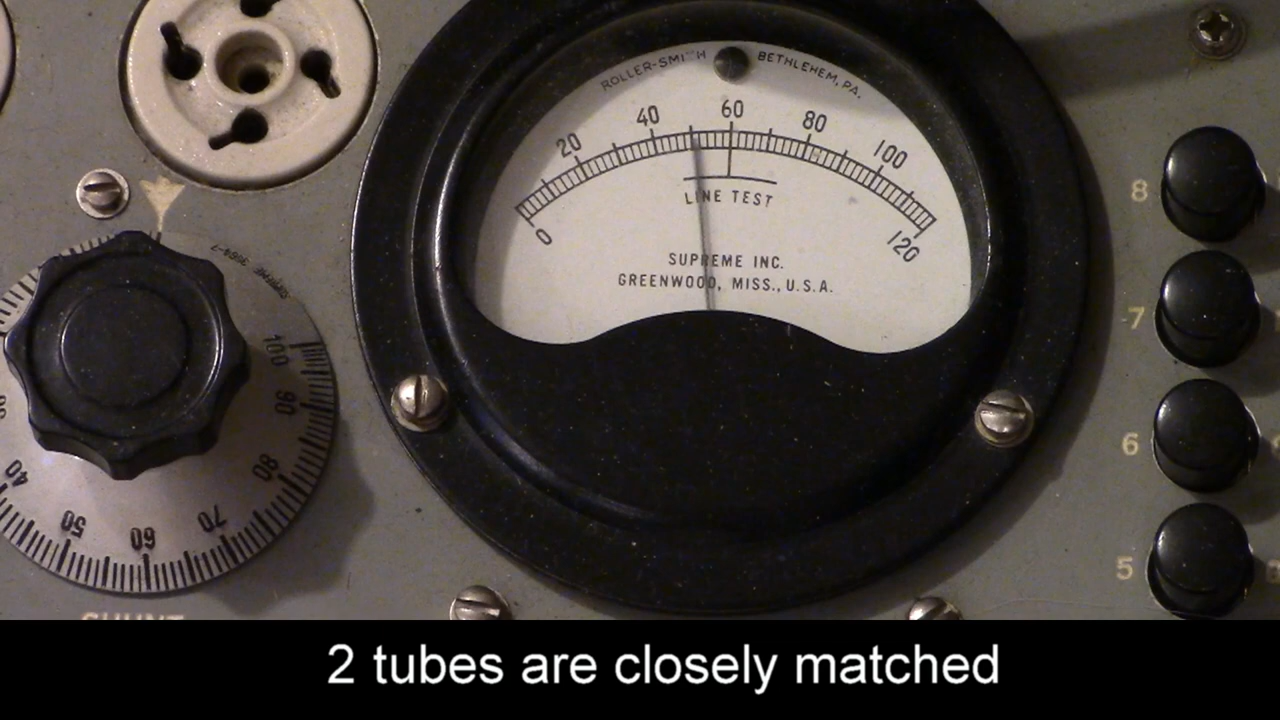 ROLLER-SMITH BETHLEHEM, PA.
0 20 40 60 80 100 120
LINE TEST
SUPREME INC.
GREENWOOD, MISS., U.S.A.
8
7
6
5
100
90
80
70
60
50
40
SHUNT
2 tubes are closely matched